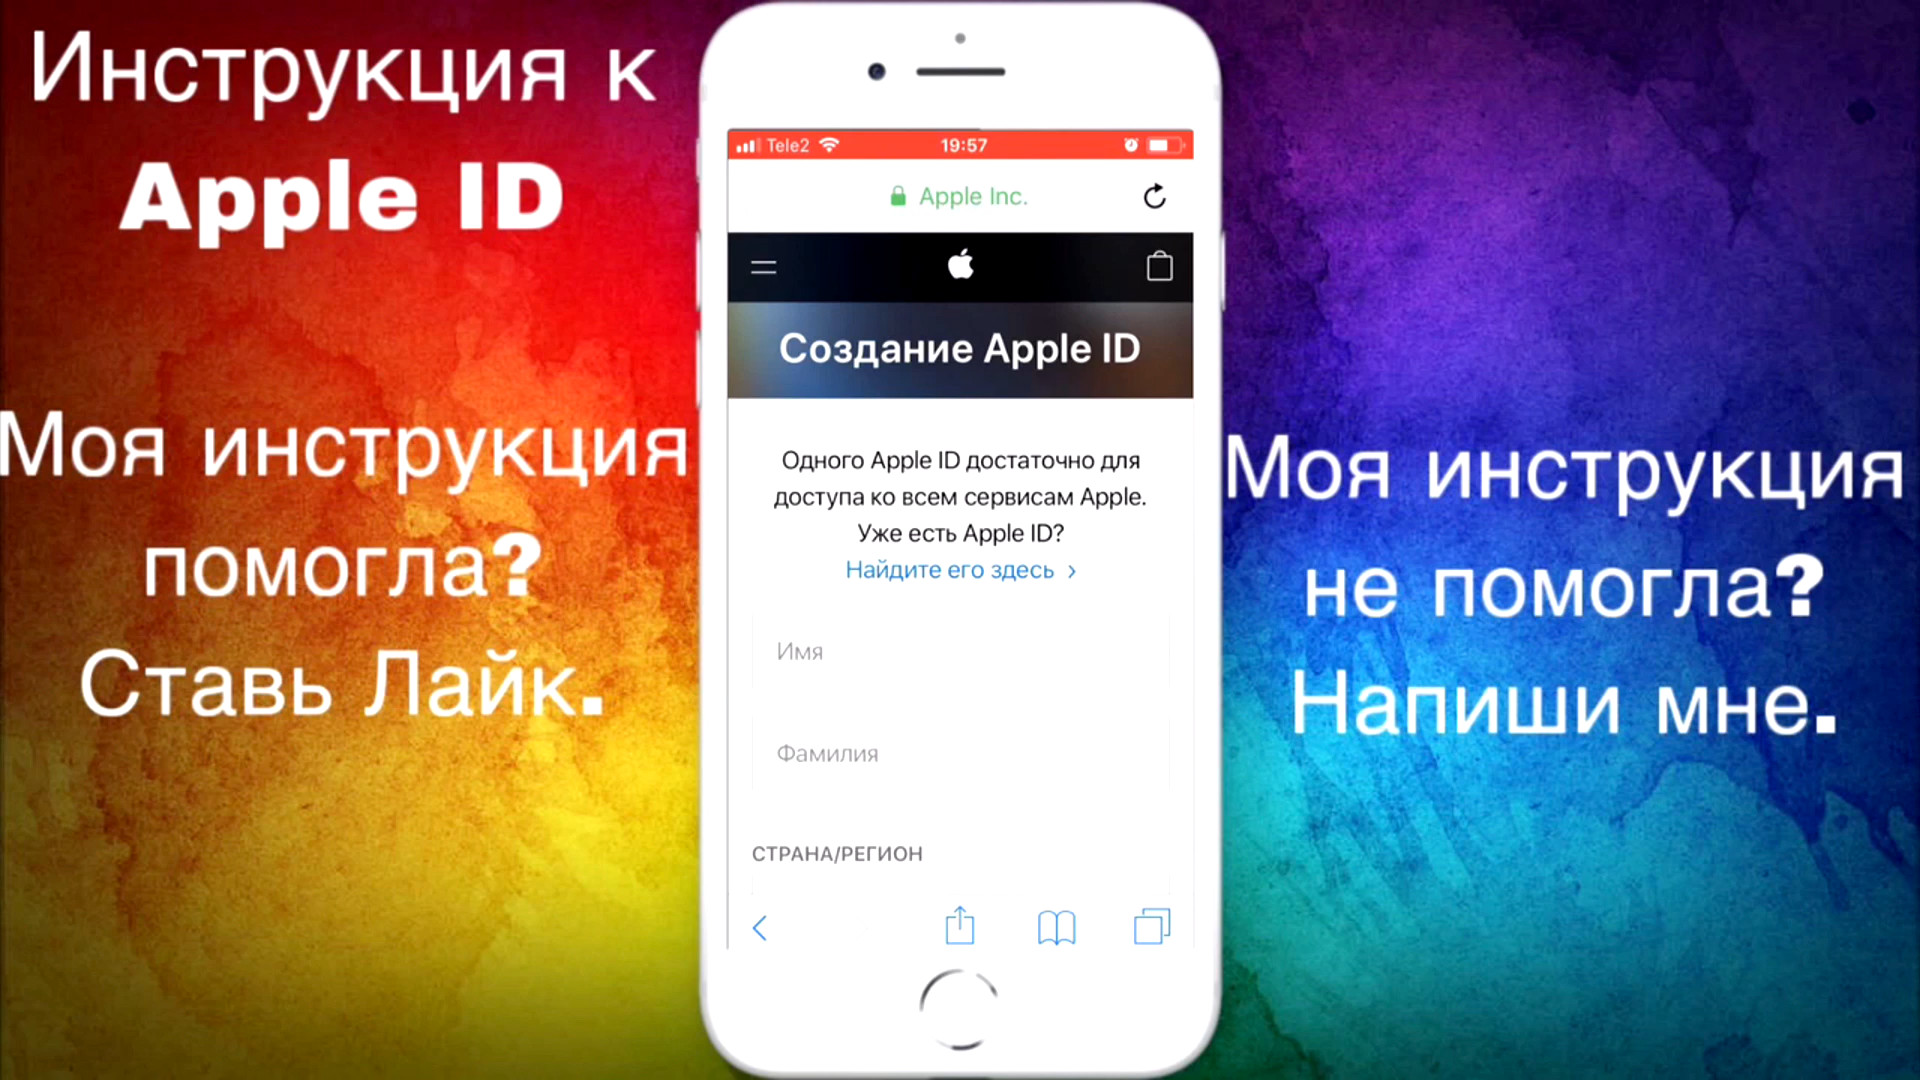 Инструкция к
Apple ID
Моя инструкция
помогла?
Ставь Лайк.
Tele2
19:57
Apple Inc.
Создание Apple ID
Одного Apple ID достаточно для
доступа ко всем сервисам Apple.
Уже есть Apple ID?
Найдите его здесь >
Имя
Фамилия
СТРАНА/РЕГИОН
Моя инструкция
не помогла?
Напиши мне.